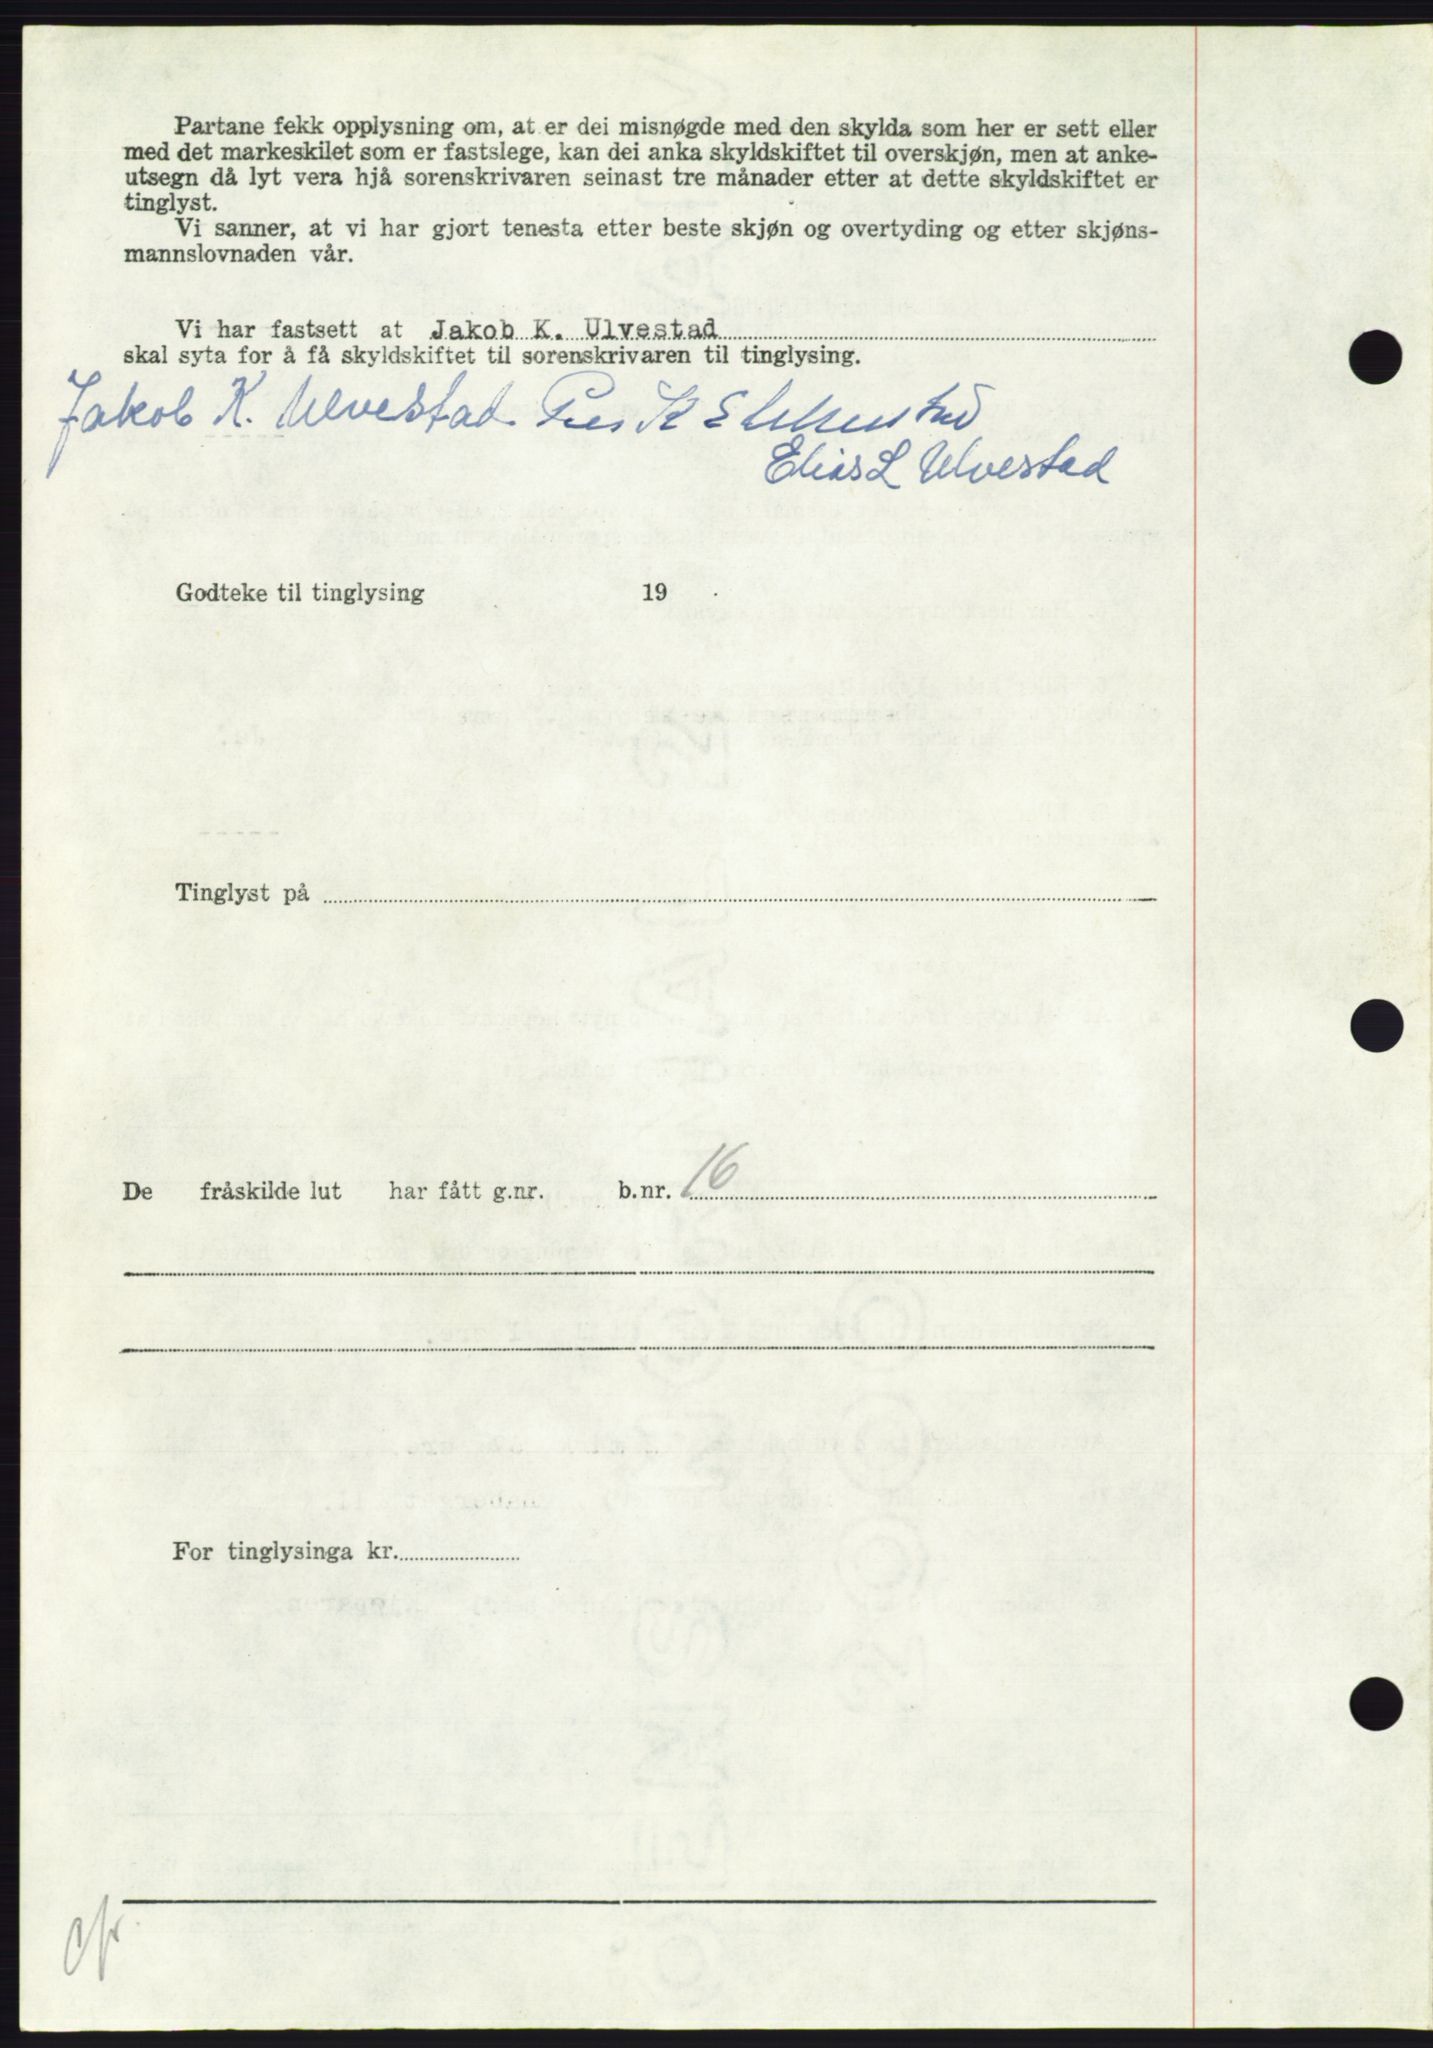 Partane fekk opplysning om, at er dei misnøgde med den skylda som her er sett eller
med det markeskilet som er fastslege, kan dei anka skyldskiftet til overskjøn, men at anke-
utsegn då lyt vera hjå sorenskrivaren seinast tre månader etter at dette skyldskiftet er
tinglyst.
Vi sanner, at vi har gjort tenesta etter beste skjøn og overtyding og etter skjøns-
mannslovnaden vår.
Vi har fastsett at Jakob K. Ulvestad
skal syta for å få skyldskiftet til sorenskrivaren til tinglysing.
Jakob K. Ulvestad
Elias L Ulvestad
Godteke til tinglysing 19 .
Tinglyst på
De fråskilde lut har fått g.nr. b.nr. 16
For tinglysinga kr.